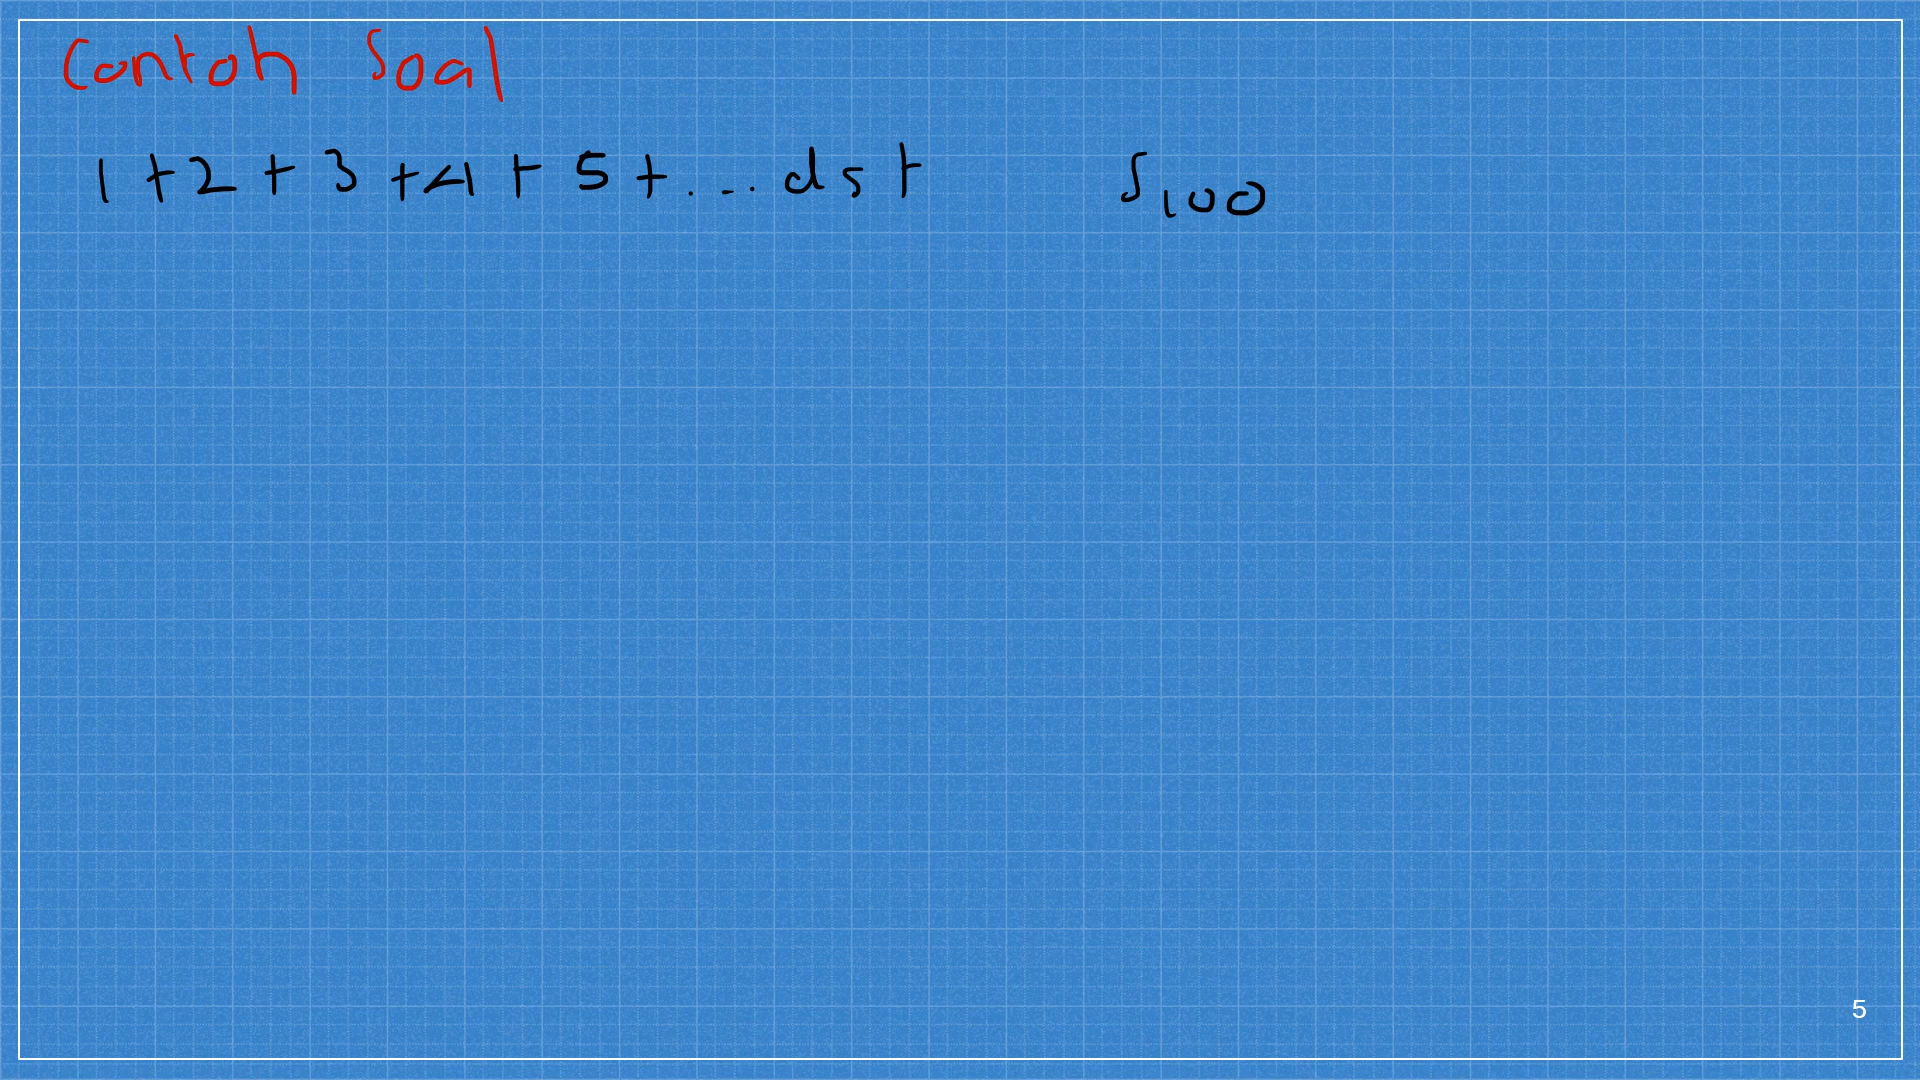 Contoh Soal
1 + 2 + 3 + 4 + 5 + ... dst S100
5